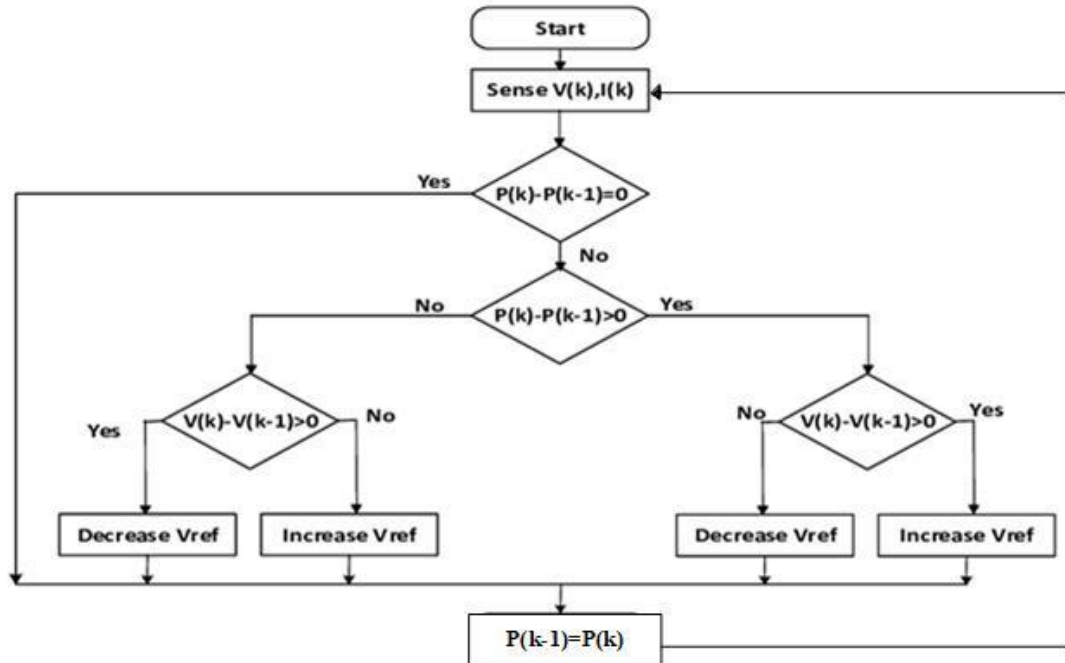 Start
Sense V(k),I(k)
Yes
P(k)-P(k-1)=0
No
No
P(k)-P(k-1)>0
Yes
Yes
V(k)-V(k-1)>0
No
No
V(k)-V(k-1)>0
Yes
Decrease Vref
Increase Vref
Decrease Vref
Increase Vref
P(k-1)=P(k)